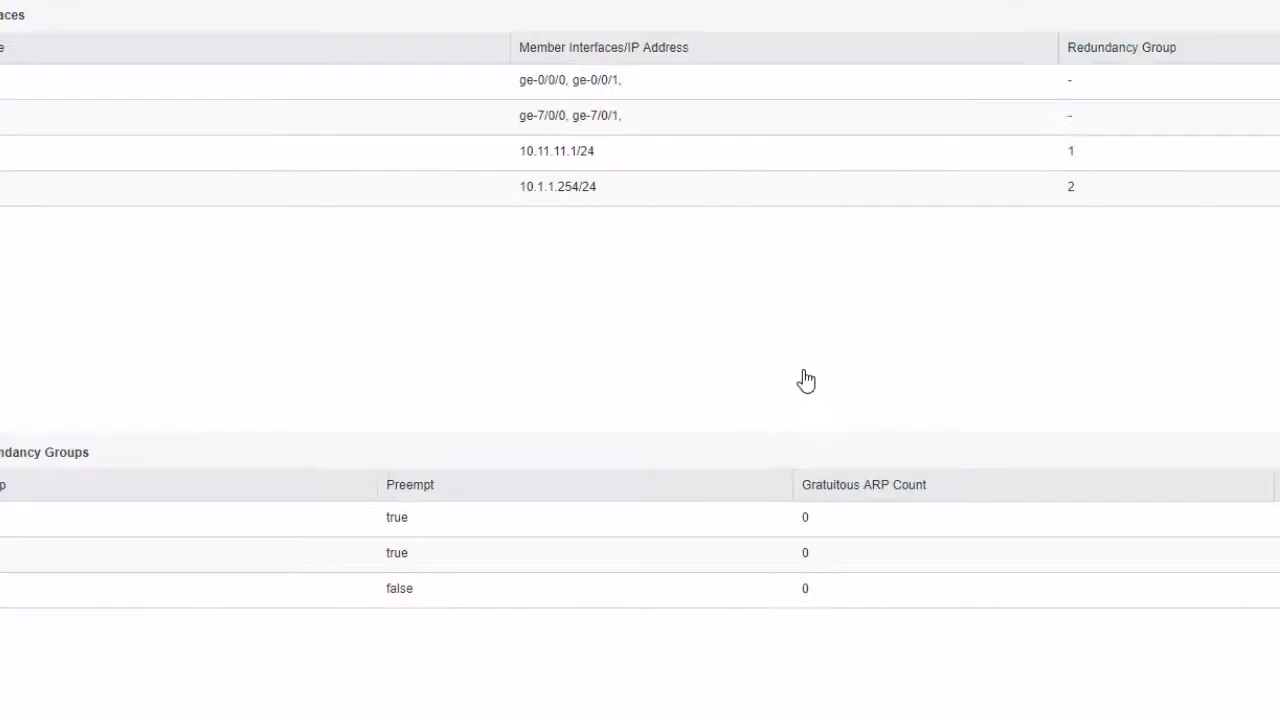 aces
e Member Interfaces/IP Address Redundancy Group
ge-0/0/0, ge-0/0/1, -
ge-7/0/0, ge-7/0/1, -
10.11.11.1/24 1
10.1.1.254/24 2
ndancy Groups
p Preempt Gratuitous ARP Count
true 0
true 0
false 0